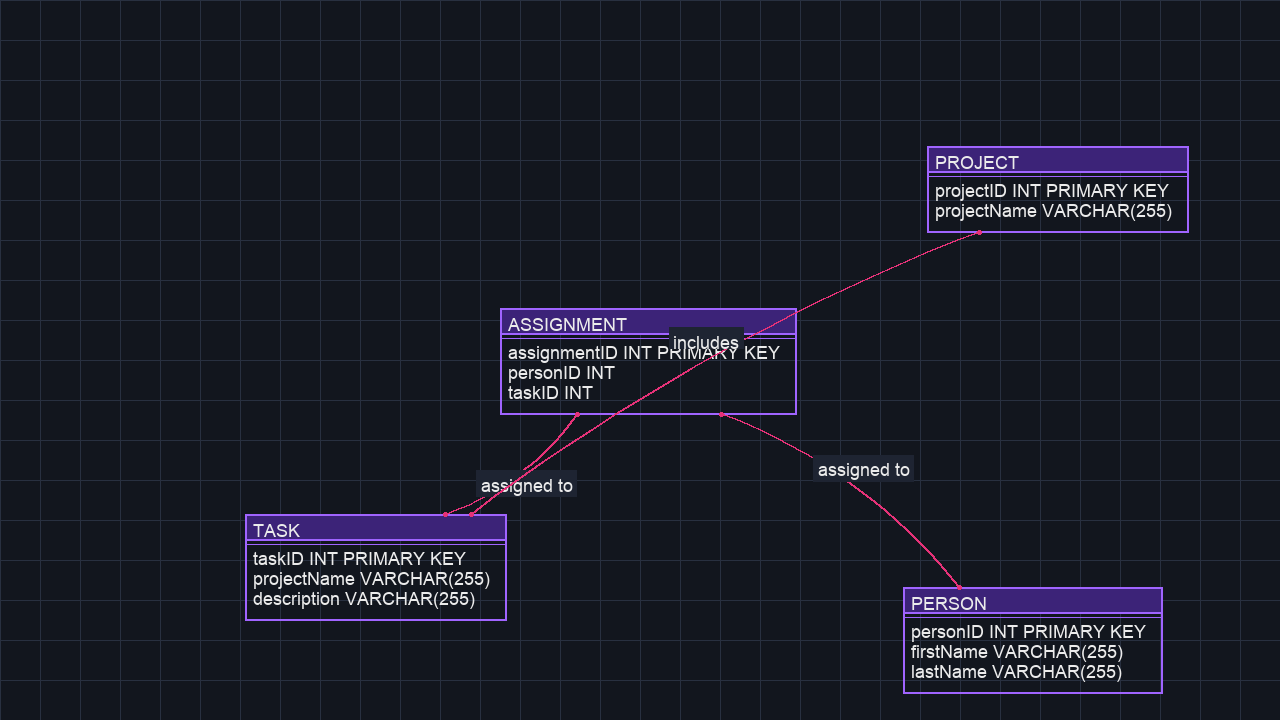 PROJECT
projectID INT PRIMARY KEY
projectName VARCHAR(255)
ASSIGNMENT
includes
assignmentID INT PRIMARY KEY
personID INT
taskID INT
assigned to
assigned to
TASK
taskID INT PRIMARY KEY
projectName VARCHAR(255)
description VARCHAR(255)
PERSON
personID INT PRIMARY KEY
firstName VARCHAR(255)
lastName VARCHAR(255)